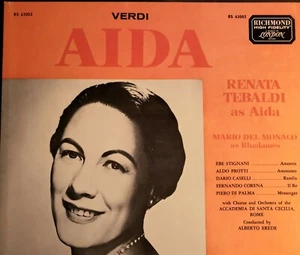 RS 63002
VERDI
RS 63002
AIDA
RICHMOND
HIGH FIDELITY
LONDON
RENATA
TEBALDI
as Aida
MARIO DEL MONACO
as Rhadames
EBE STIGNANI Amneris
ALDO PROTTI Amonasro
DARIO CASELLI Ramfis
FERNANDO CORENA Il Re
PIERO DI PALMA Messenger
with Chorus and Orchestra of the
ACCADEMIA DI SANTA CECILIA,
ROME
Conducted by
ALBERTO EREDE